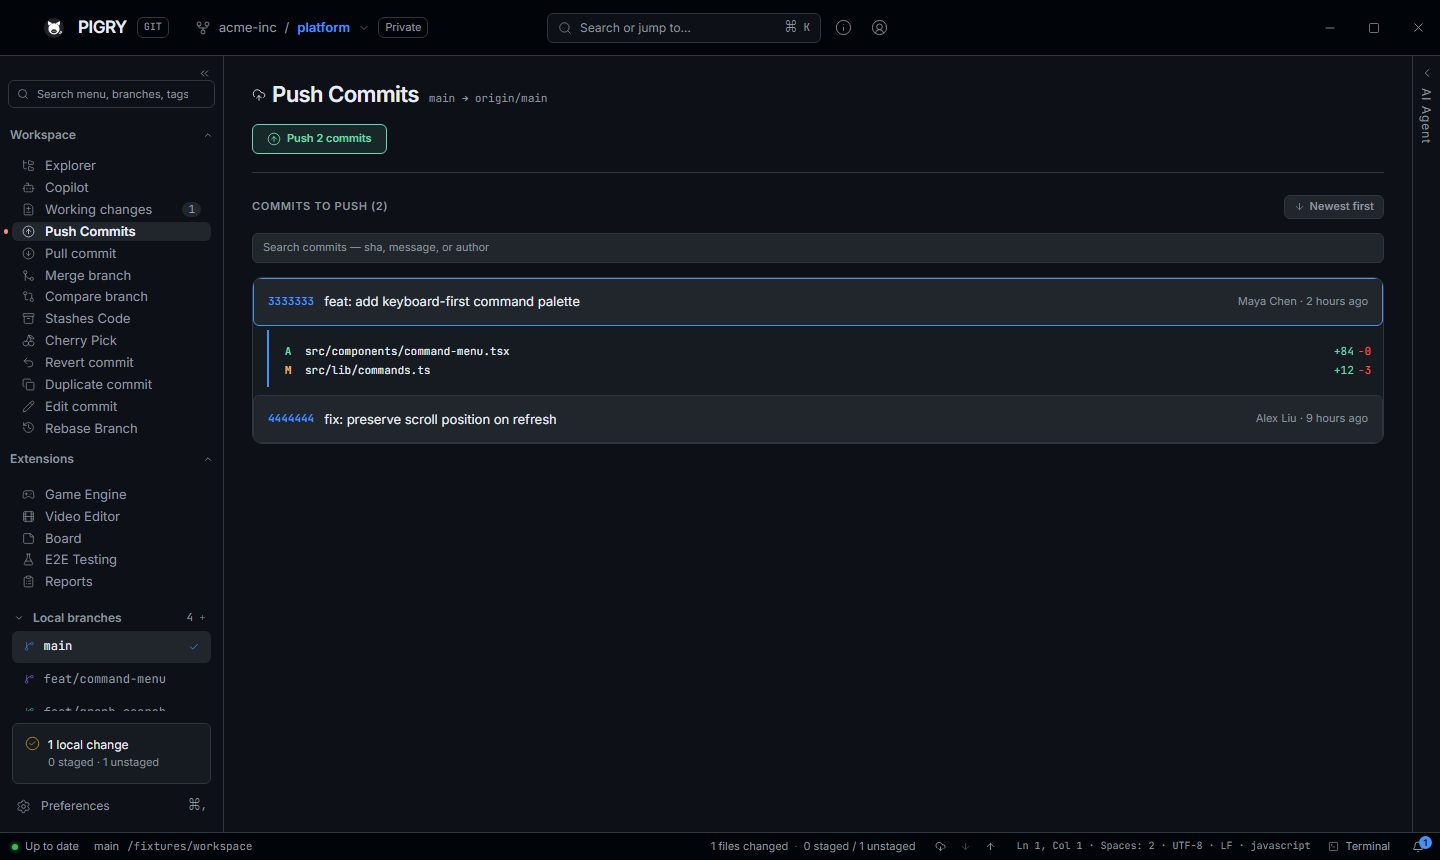 PIGRY GIT acme-inc / platform Private Search or jump to... ⌘ K
Search menu, branches, tags
Workspace
Explorer
Copilot
Working changes 1
Push Commits
Pull commit
Merge branch
Compare branch
Stashes Code
Cherry Pick
Revert commit
Duplicate commit
Edit commit
Rebase Branch
Extensions
Game Engine
Video Editor
Board
E2E Testing
Reports
Local branches 4 +
main
feat/command-menu
1 local change
0 staged · 1 unstaged
Preferences ⌘,
Push Commits main → origin/main
Push 2 commits
COMMITS TO PUSH (2) ↓ Newest first
Search commits — sha, message, or author
3333333 feat: add keyboard-first command palette Maya Chen · 2 hours ago
A src/components/command-menu.tsx +84 -0
M src/lib/commands.ts +12 -3
4444444 fix: preserve scroll position on refresh Alex Liu · 9 hours ago
AI Agent
Up to date main /fixtures/workspace 1 files changed · 0 staged / 1 unstaged Ln 1, Col 1 · Spaces: 2 · UTF-8 · LF · javascript Terminal 1